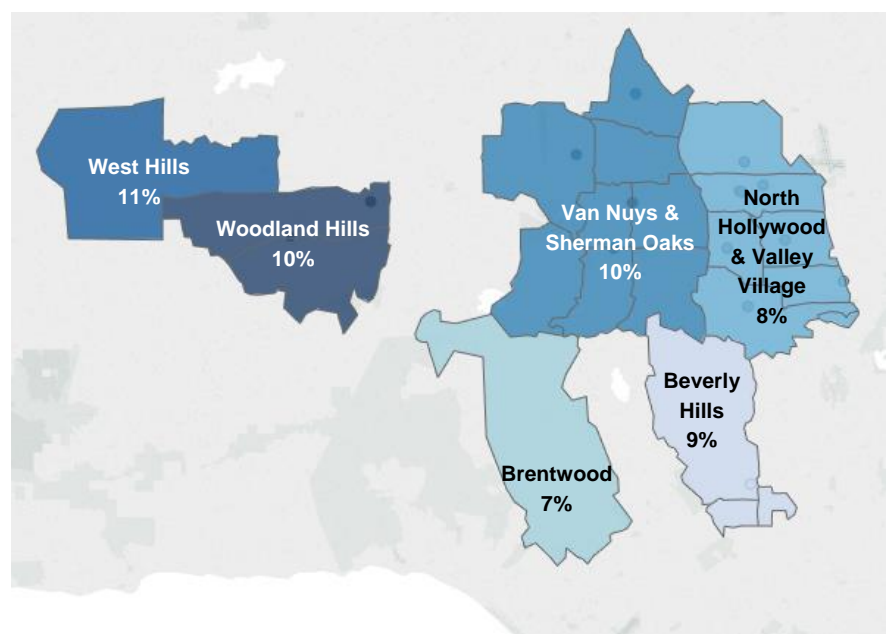 West Hills
11%
Woodland Hills
10%
Van Nuys &
Sherman Oaks
10%
North
Hollywood
& Valley
Village
8%
Beverly
Hills
9%
Brentwood
7%